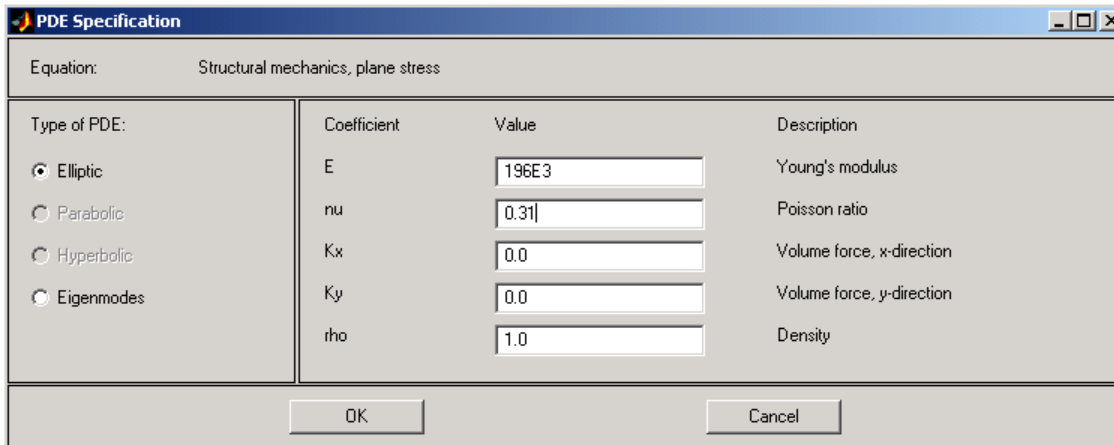 PDE Specification
Equation: Structural mechanics, plane stress
Type of PDE:
Elliptic
Parabolic
Hyperbolic
Eigenmodes
Coefficient Value Description
E 196E3 Young's modulus
nu 0.31 Poisson ratio
Kx 0.0 Volume force, x-direction
Ky 0.0 Volume force, y-direction
rho 1.0 Density
OK Cancel